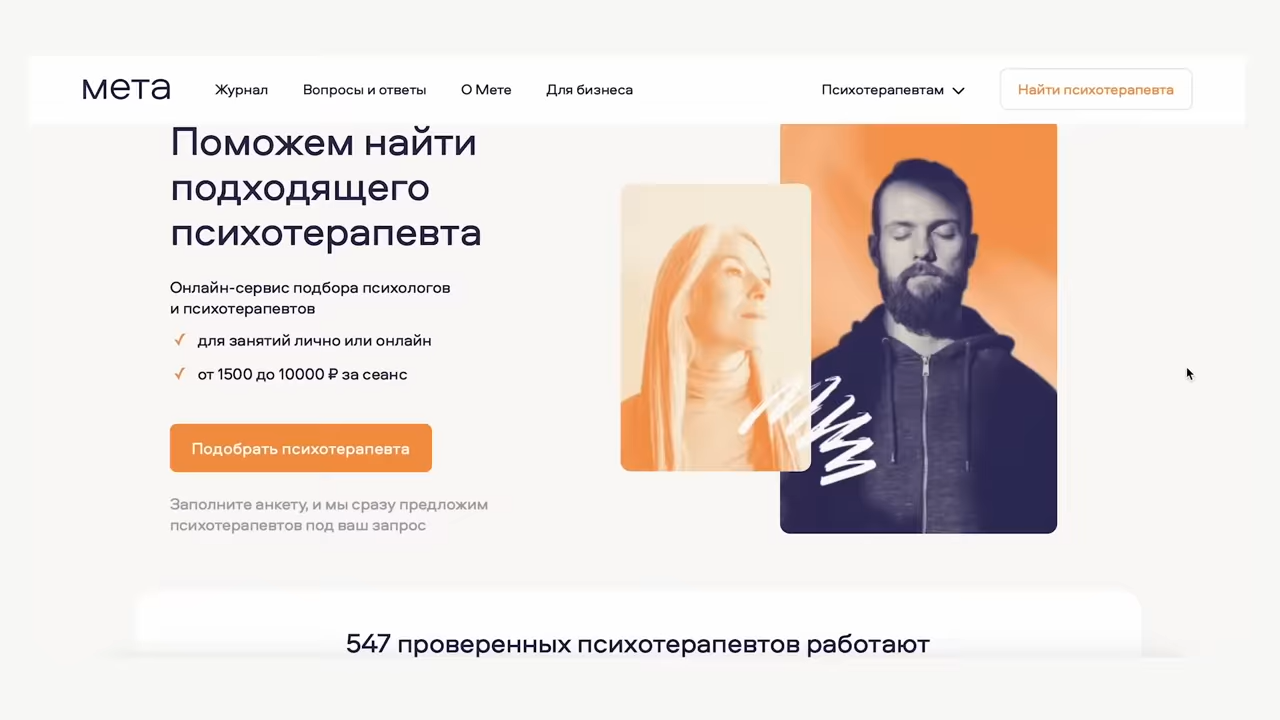 мета
Журнал
Вопросы и ответы
О Мете
Для бизнеса
Психотерапевтам
Найти психотерапевта
Поможем найти
подходящего
психотерапевта
Онлайн-сервис подбора психологов
и психотерапевтов
для занятий лично или онлайн
от 1500 до 10000 ₽ за сеанс
Подобрать психотерапевта
Заполните анкету, и мы сразу предложим
психотерапевтов под ваш запрос
547 проверенных психотерапевтов работают